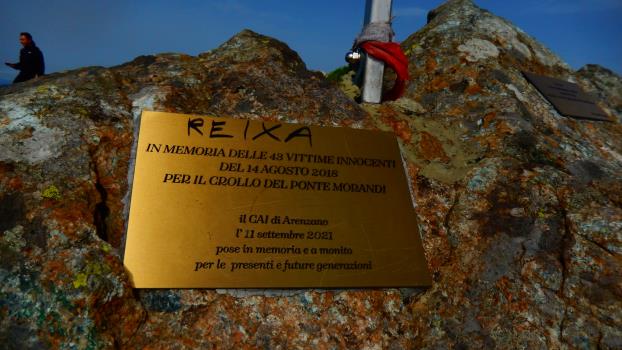 REIXA
IN MEMORIA DELLE 43 VITTIME INNOCENTI
DEL 14 AGOSTO 2018
PER IL CROLLO DEL PONTE MORANDI
il CAI di Arenzano
l' 11 settembre 2021
pose in memoria e a monito
per le presenti e future generazioni